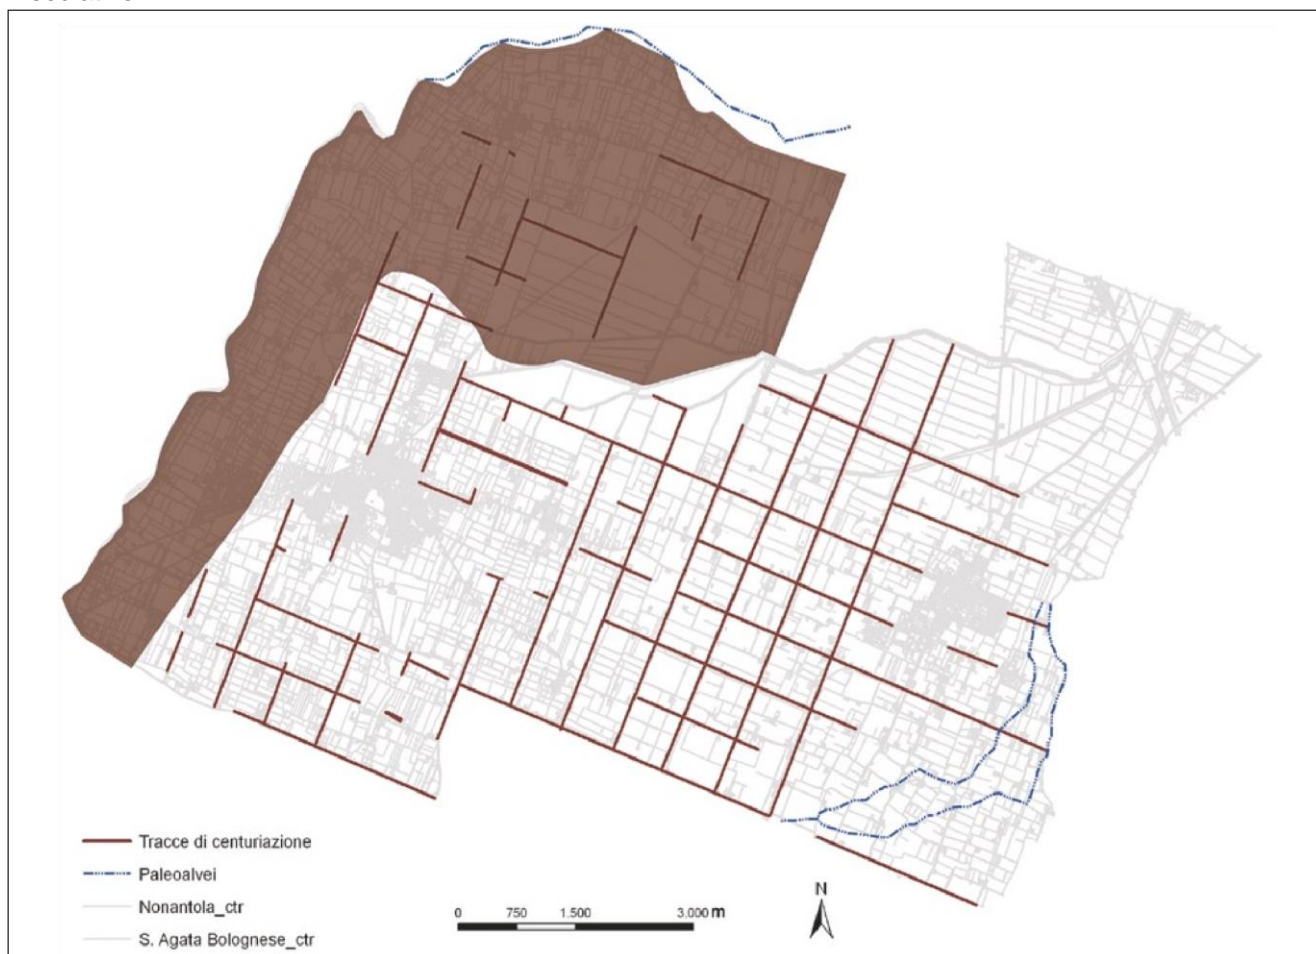 Tracce di centuriazione
Paleoalvei
Nonantola_ctr
S. Agata Bolognese_ctr
0 750 1.500 3.000 m
N